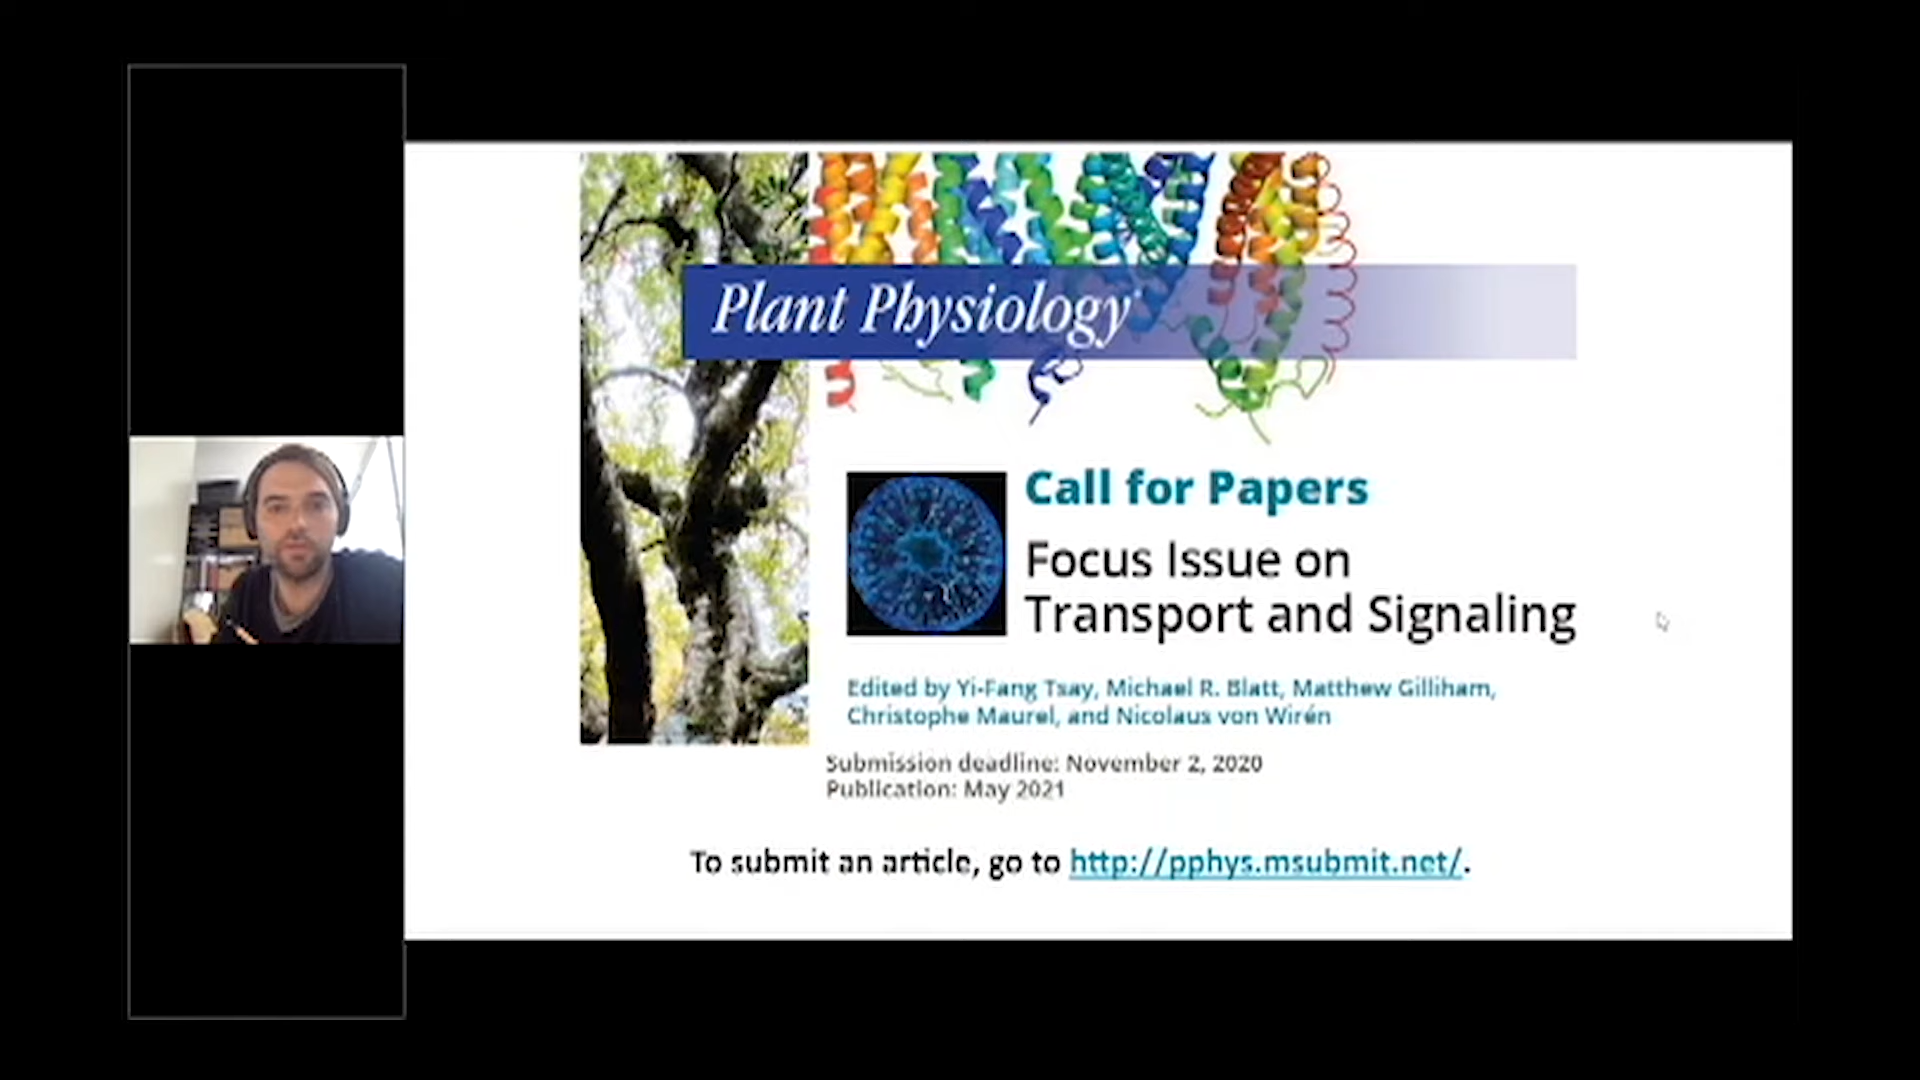 Plant Physiology
Call for Papers
Focus Issue on
Transport and Signaling
Edited by Yi-Fang Tsay, Michael R. Blatt, Matthew Gilliham,
Christophe Maurel, and Nicolaus von Wirén
Submission deadline: November 2, 2020
Publication: May 2021
To submit an article, go to http://pphys.msubmit.net/.